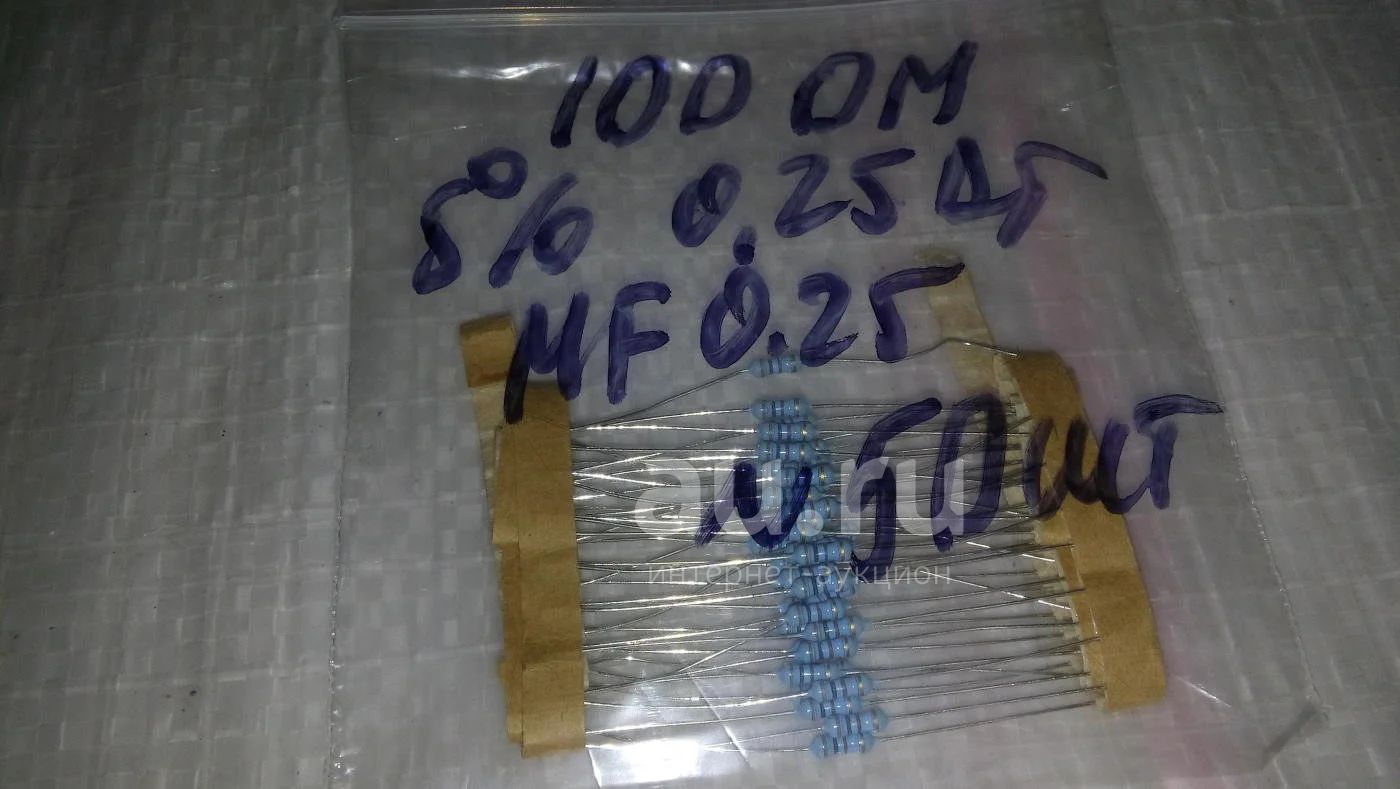 100 ОМ
5% 0,25 Вт
MF 0.25
N 50 шт
au.ru
интернет-аукцион